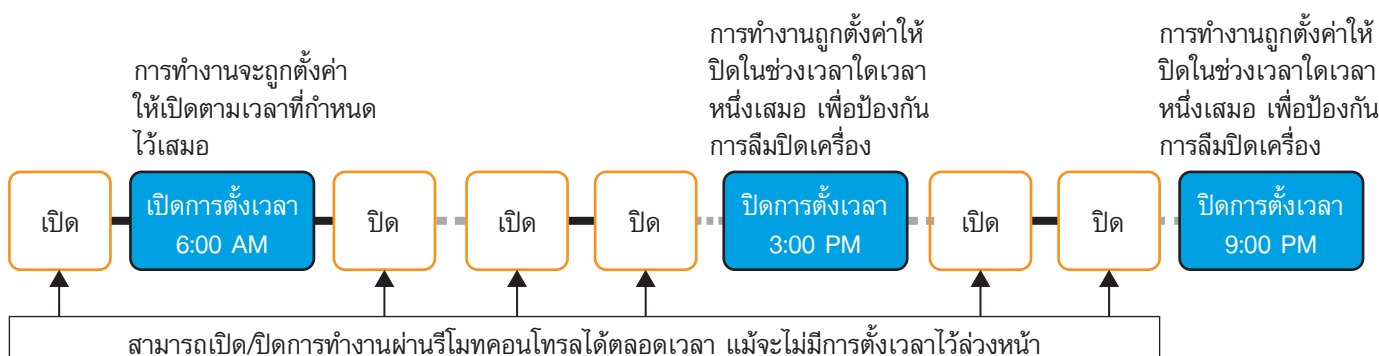 การทำงานจะถูกตั้งค่า
ให้เปิดตามเวลาที่กำหนด
ไว้เสมอ
การทำงานถูกตั้งค่าให้
ปิดในช่วงเวลาใดเวลา
หนึ่งเสมอ เพื่อป้องกัน
การลืมปิดเครื่อง
การทำงานถูกตั้งค่าให้
ปิดในช่วงเวลาใดเวลา
หนึ่งเสมอ เพื่อป้องกัน
การลืมปิดเครื่อง
เปิด
เปิดการตั้งเวลา
6:00 AM
ปิด
เปิด
ปิด
ปิดการตั้งเวลา
3:00 PM
เปิด
ปิด
ปิดการตั้งเวลา
9:00 PM
สามารถเปิด/ปิดการทำงานผ่านรีโมทคอนโทรลได้ตลอดเวลา แม้จะไม่มีการตั้งเวลาไว้ล่วงหน้า